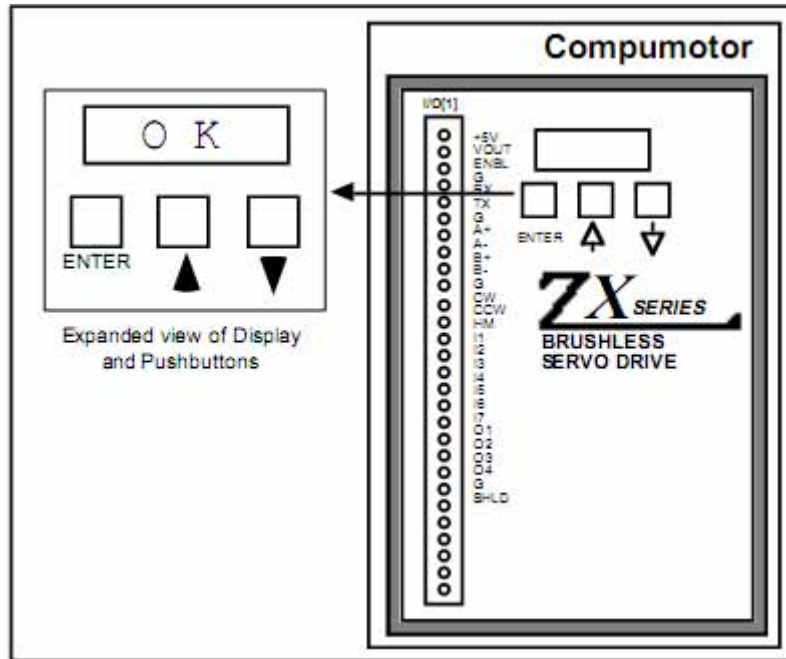 Compumotor
I/O[1]
O K
ENTER
Expanded view of Display
and Pushbuttons
+5V
VOUT
ENBL
G
RX
TX
G
A+
A-
B+
B-
G
CW
CCW
HM
I1
I2
I3
I4
I5
I6
I7
O1
O2
O3
O4
G
SHLD
ENTER
ZX SERIES
BRUSHLESS
SERVO DRIVE